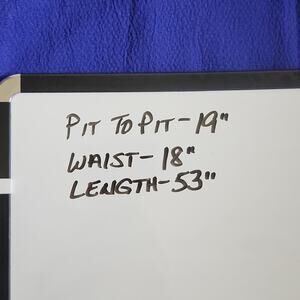 PIT TO PIT-19"
WAIST-18"
LENGTH-53"